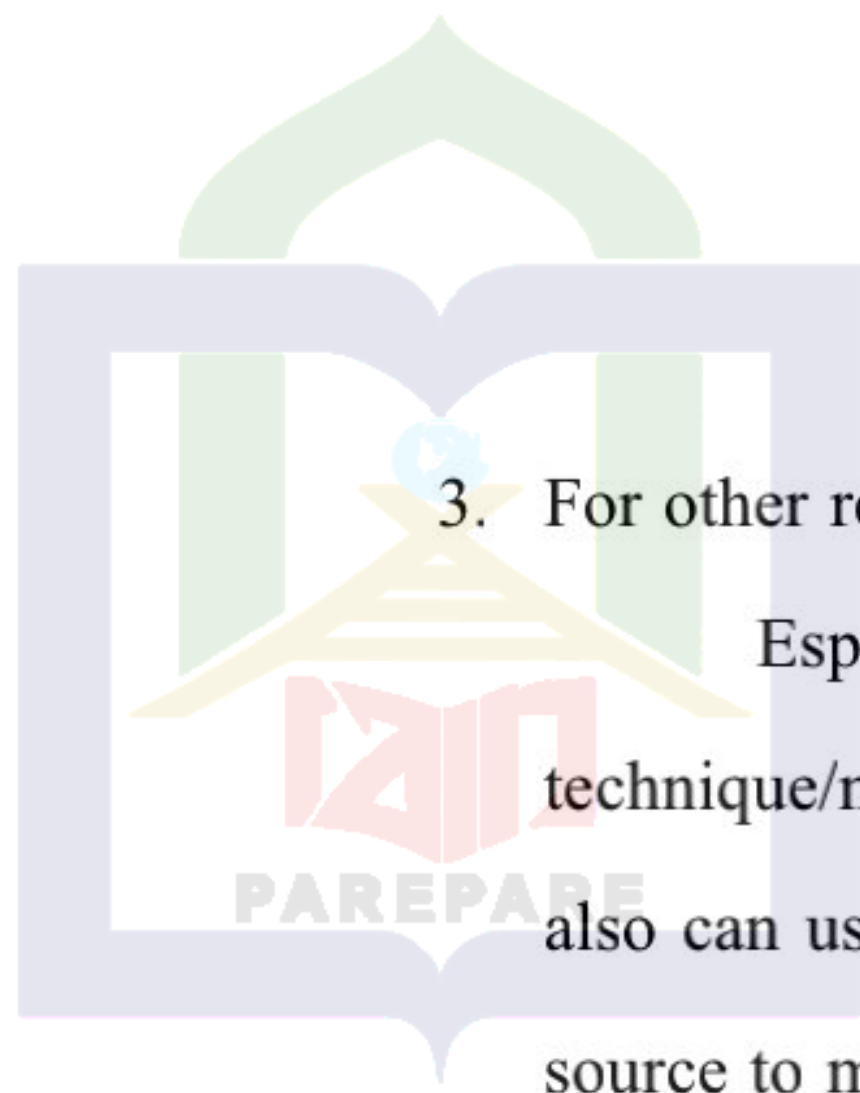 3. For other r
Esp
technique/
also can us
source to m
PAREPARE